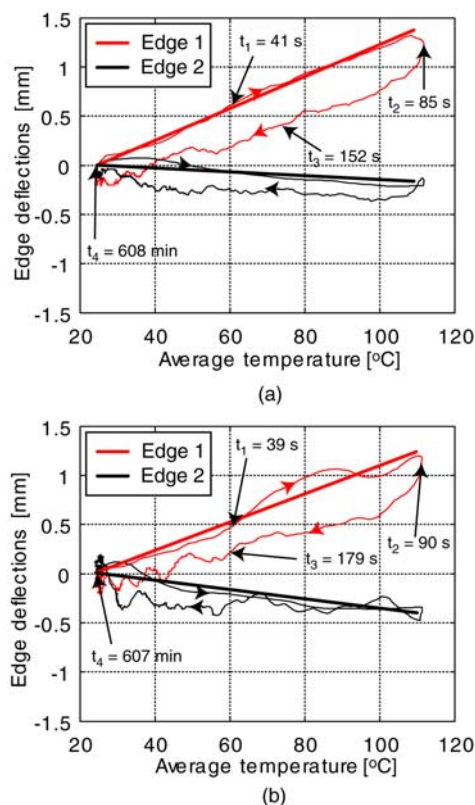 1.5
Edge 1
Edge 2
t1 = 41 s
1
t2 = 85 s
0.5
t3 = 152 s
0
-0.5
t4 = 608 min
-1
-1.5
20 40 60 80 100 120
Edge deflections [mm]
Average temperature [oC]
(a)
1.5
Edge 1
Edge 2
t1 = 39 s
1
t2 = 90 s
0.5
t3 = 179 s
0
-0.5
t4 = 607 min
-1
-1.5
20 40 60 80 100 120
Edge deflections [mm]
Average temperature [oC]
(b)